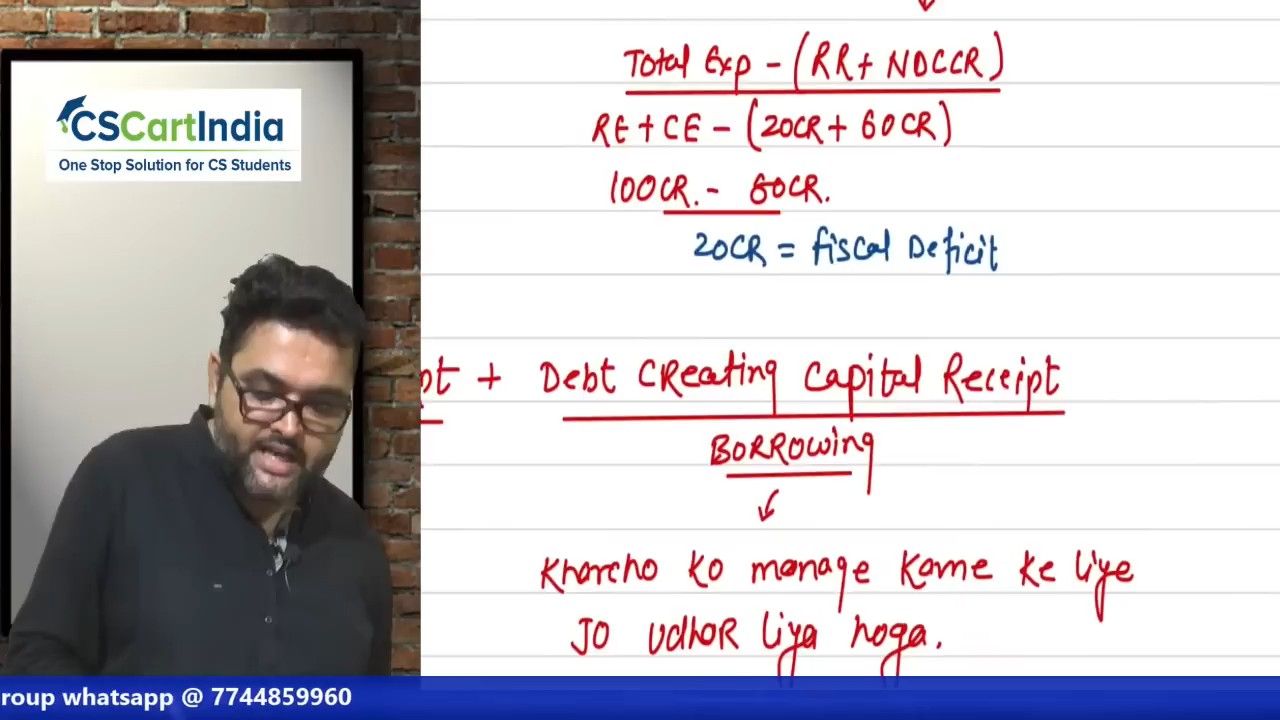 CSCartIndia
One Stop Solution for CS Students
Total Exp - (RR + NDCCR)
RE + CE - (20CR + 60CR)
100CR. - 80CR.
20CR = fiscal Deficit
pt + Debt CReating Capital Receipt
BORROWing
Kharcho ko manage Karne ke liye
JO UdhaR liya hoga.
roup whatsapp @ 7744859960